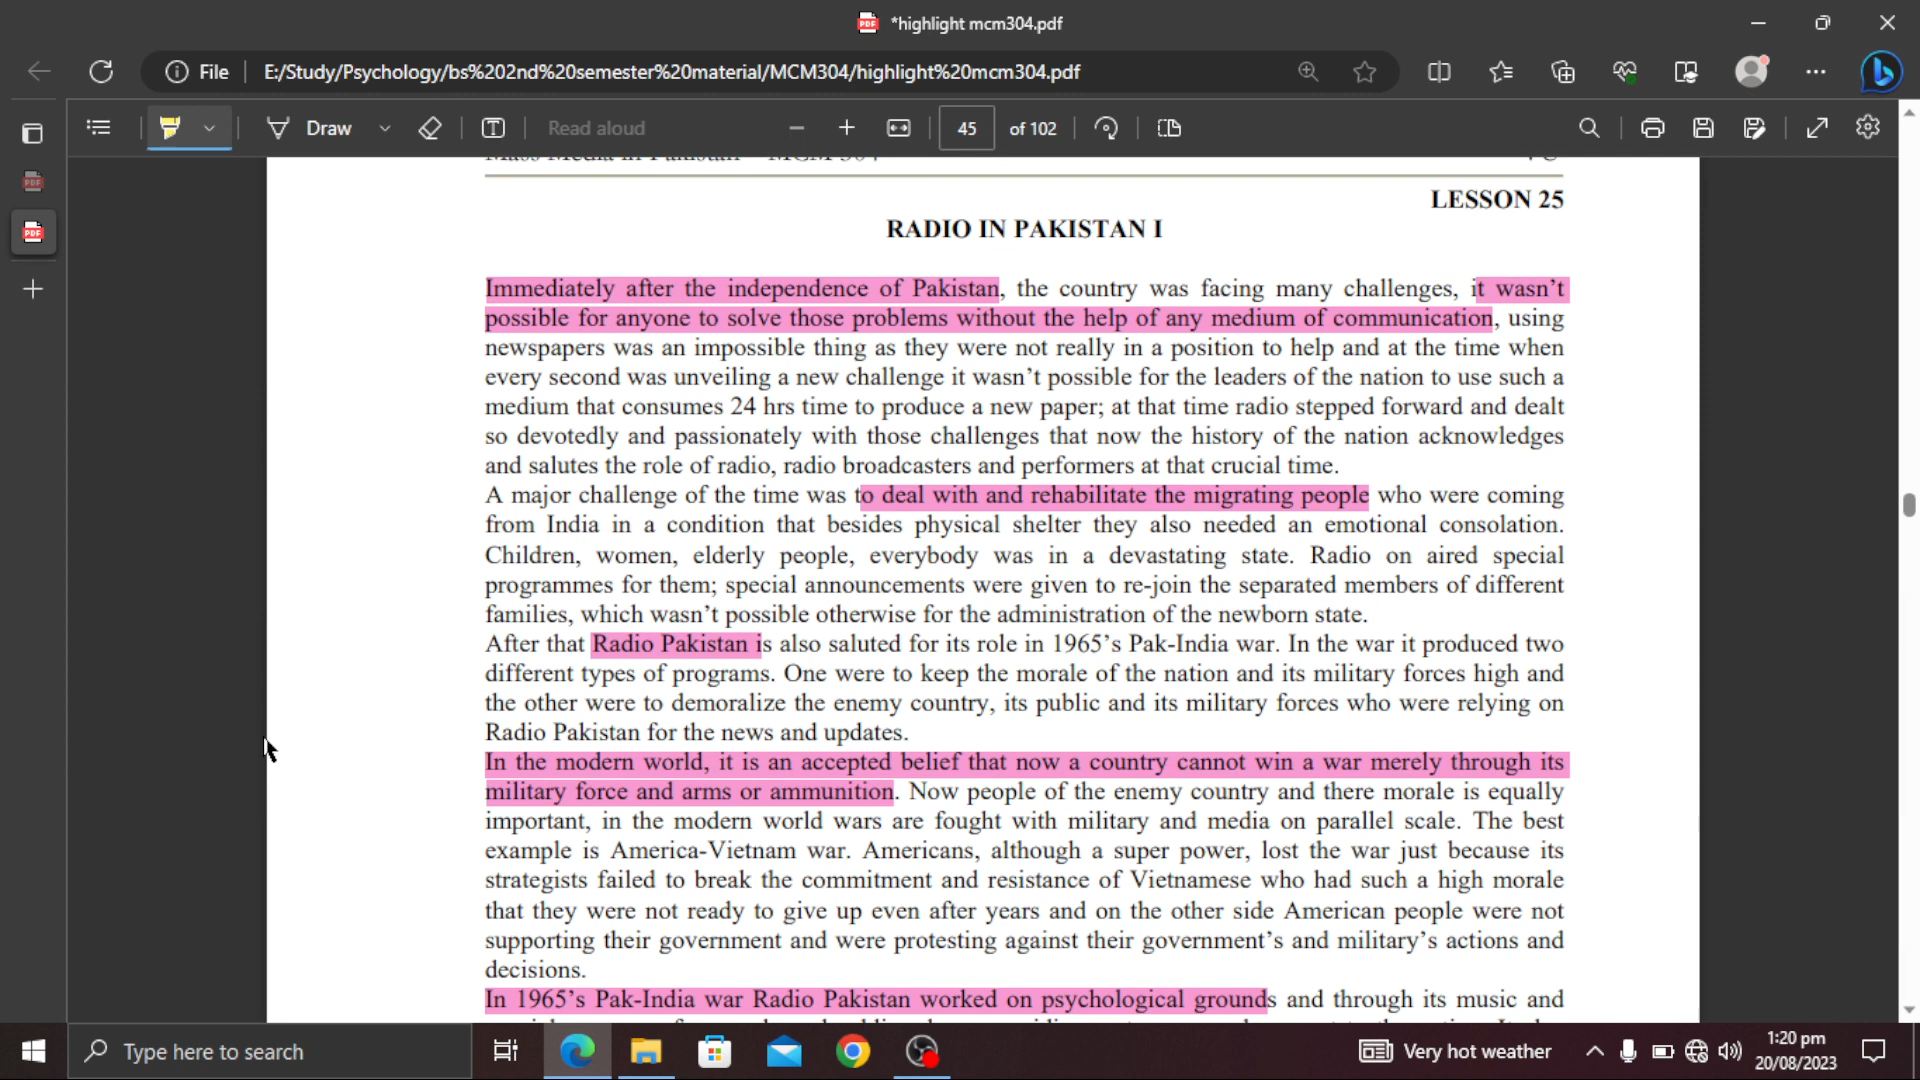 *highlight mcm304.pdf
File
E:/Study/Psychology/bs%202nd%20semester%20material/MCM304/highlight%20mcm304.pdf
Draw
Read aloud
45
of 102
LESSON 25
RADIO IN PAKISTAN I
Immediately after the independence of Pakistan, the country was facing many challenges, it wasn't
possible for anyone to solve those problems without the help of any medium of communication, using
newspapers was an impossible thing as they were not really in a position to help and at the time when
every second was unveiling a new challenge it wasn't possible for the leaders of the nation to use such a
medium that consumes 24 hrs time to produce a new paper; at that time radio stepped forward and dealt
so devotedly and passionately with those challenges that now the history of the nation acknowledges
and salutes the role of radio, radio broadcasters and performers at that crucial time.
A major challenge of the time was to deal with and rehabilitate the migrating people who were coming
from India in a condition that besides physical shelter they also needed an emotional consolation.
Children, women, elderly people, everybody was in a devastating state. Radio on aired special
programmes for them; special announcements were given to re-join the separated members of different
families, which wasn't possible otherwise for the administration of the newborn state.
After that Radio Pakistan is also saluted for its role in 1965's Pak-India war. In the war it produced two
different types of programs. One were to keep the morale of the nation and its military forces high and
the other were to demoralize the enemy country, its public and its military forces who were relying on
Radio Pakistan for the news and updates.
In the modern world, it is an accepted belief that now a country cannot win a war merely through its
military force and arms or ammunition. Now people of the enemy country and there morale is equally
important, in the modern world wars are fought with military and media on parallel scale. The best
example is America-Vietnam war. Americans, although a super power, lost the war just because its
strategists failed to break the commitment and resistance of Vietnamese who had such a high morale
that they were not ready to give up even after years and on the other side American people were not
supporting their government and were protesting against their government's and military's actions and
decisions.
In 1965's Pak-India war Radio Pakistan worked on psychological grounds and through its music and
Type here to search
Very hot weather
1:20 pm
20/08/2023